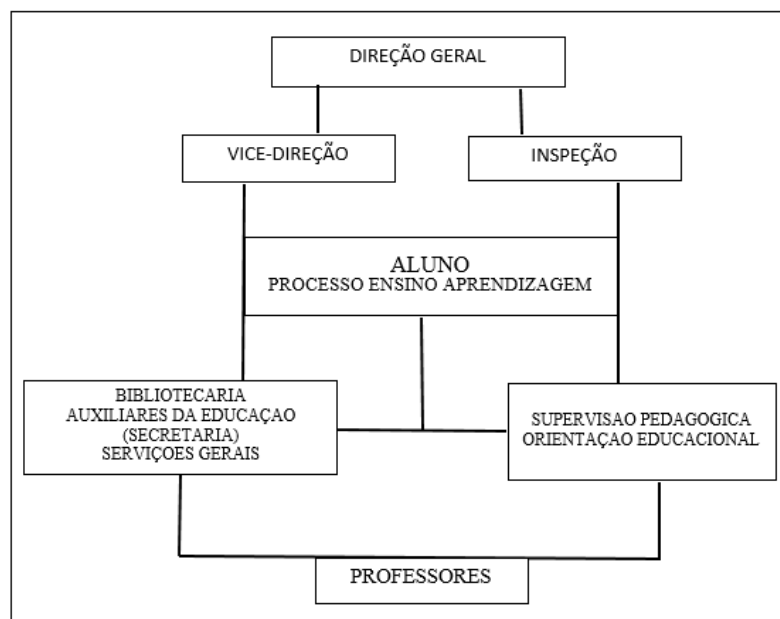 DIREÇÃO GERAL
VICE-DIREÇÃO
INSPEÇÃO
ALUNO
PROCESSO ENSINO APRENDIZAGEM
BIBLIOTECARIA
AUXILIARES DA EDUCAÇAO
(SECRETARIA)
SERVIÇOES GERAIS
SUPERVISAO PEDAGOGICA
ORIENTAÇAO EDUCACIONAL
PROFESSORES